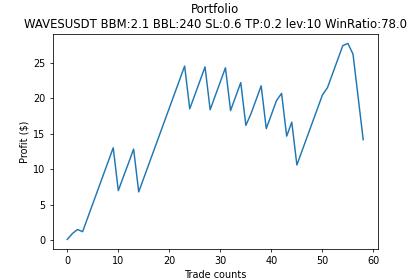 Portfolio
WAVESUSDT BBM:2.1 BBL:240 SL:0.6 TP:0.2 lev:10 WinRatio:78.0
25
20
15
10
5
0
Profit ($)
0 10 20 30 40 50 60
Trade counts